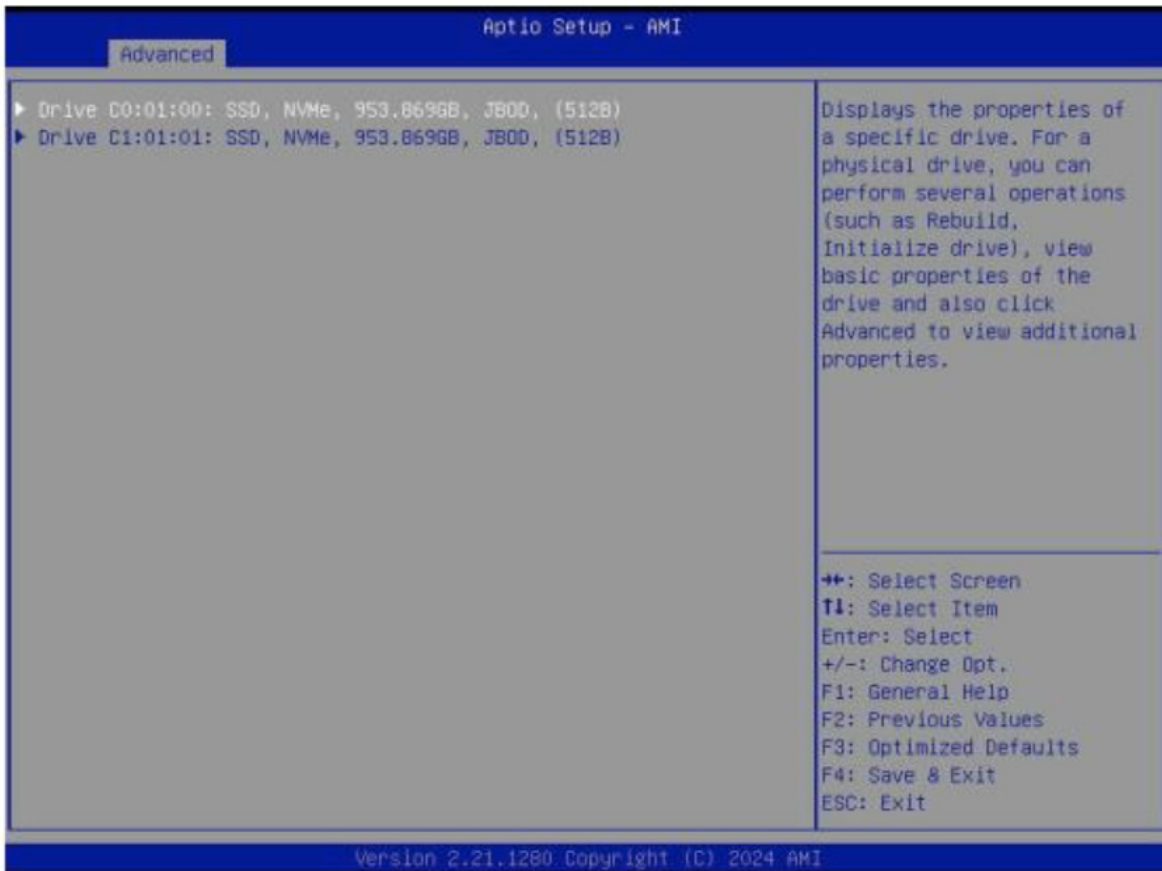 Aptio Setup - AMI
Advanced
Drive C0:01:00: SSD, NVMe, 953.869GB, JBOD, (512B)
Drive C1:01:01: SSD, NVMe, 953.869GB, JBOD, (512B)
Displays the properties of
a specific drive. For a
physical drive, you can
perform several operations
(such as Rebuild,
Initialize drive), view
basic properties of the
drive and also click
Advanced to view additional
properties.
→←: Select Screen
↑↓: Select Item
Enter: Select
+/-: Change Opt.
F1: General Help
F2: Previous Values
F3: Optimized Defaults
F4: Save & Exit
ESC: Exit
Version 2.21.1280 Copyright (C) 2024 AMI